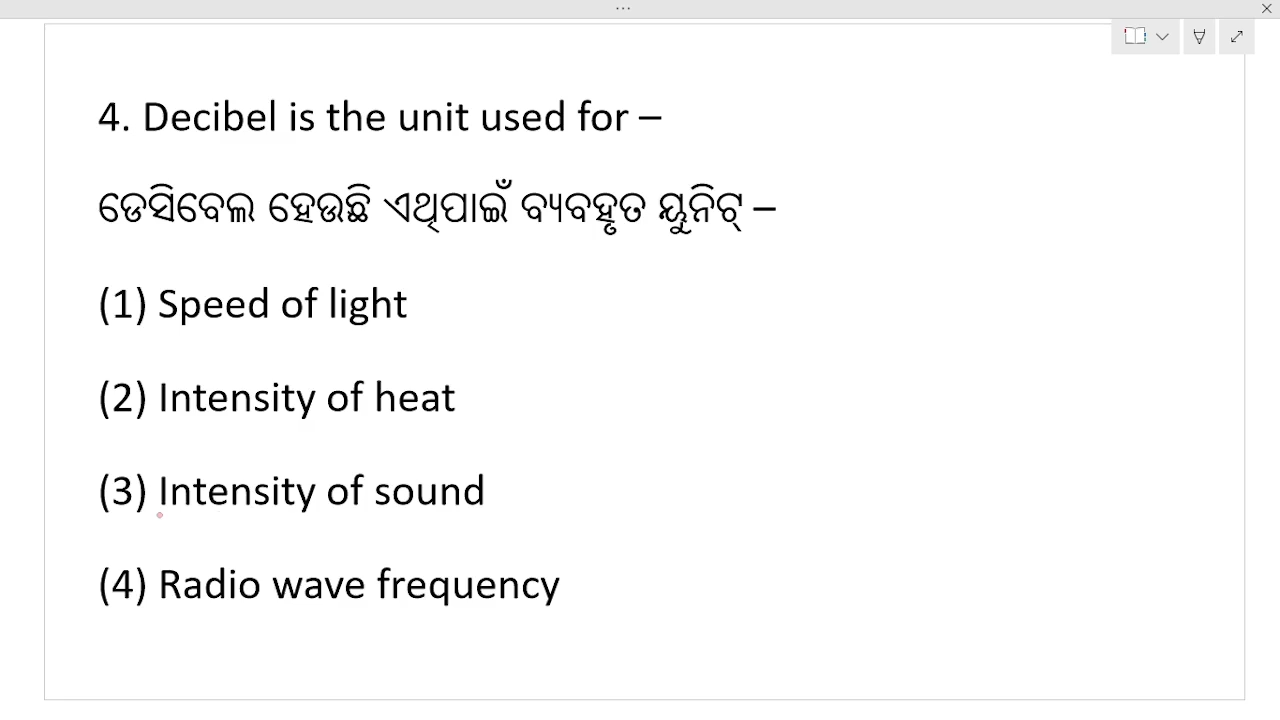 4. Decibel is the unit used for –
ଡେସିବେଲ ହେଉଛି ଏଥିପାଇଁ ବ୍ୟବହୃତ ୟୁନିଟ୍ –
(1) Speed of light
(2) Intensity of heat
(3) Intensity of sound
(4) Radio wave frequency